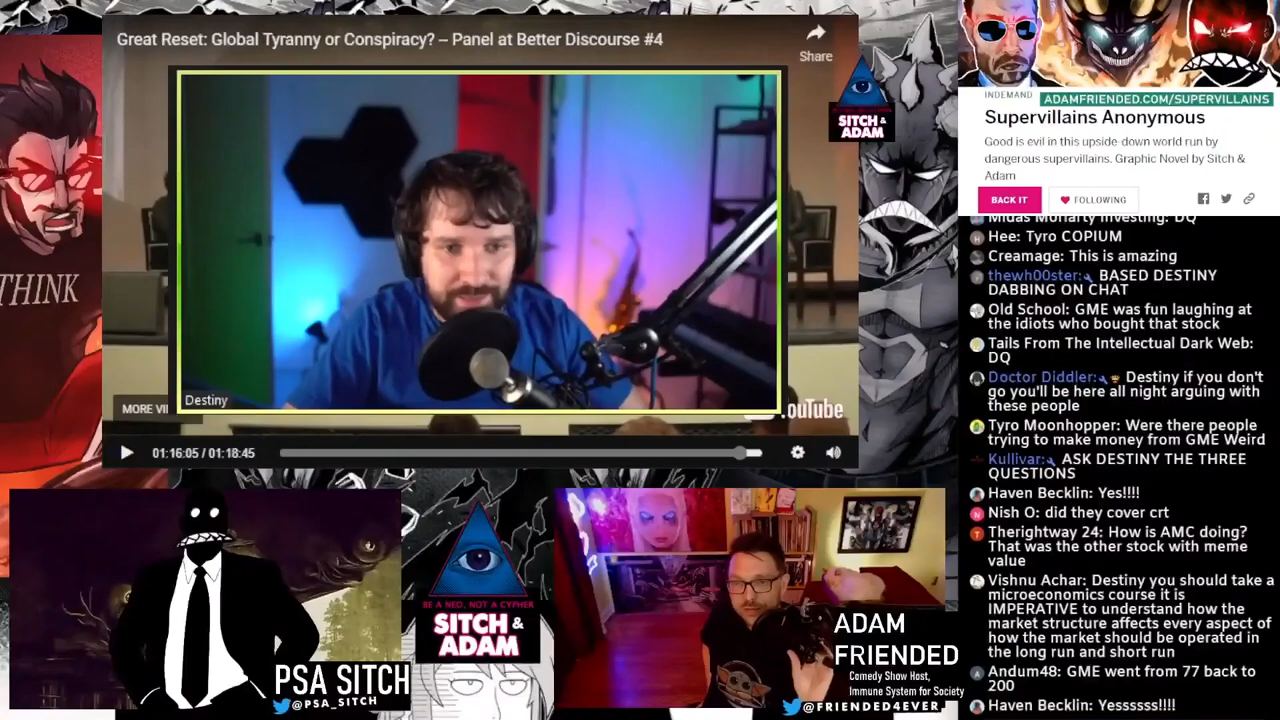 Great Reset: Global Tyranny or Conspiracy? – Panel at Better Discourse #4
Share
SITCH &
ADAM
Destiny
MORE VI
ouTube
01:16:05 / 01:18:45
THINK
INDEMAND
ADAMFRIENDED.COM/SUPERVILLAINS
Supervillains Anonymous
Good is evil in this upside-down world run by
dangerous supervillains. Graphic Novel by Sitch &
Adam
BACK IT
FOLLOWING
Midas Moriarty Investing: DQ
Hee: Tyro COPIUM
Creamage: This is amazing
thewh00ster: BASED DESTINY
DABBING ON CHAT
Old School: GME was fun laughing at
the idiots who bought that stock
Tails From The Intellectual Dark Web:
DQ
Doctor Diddler: Destiny if you don't
go you'll be here all night arguing with
these people
Tyro Moonhopper: Were there people
trying to make money from GME Weird
Kullivar: ASK DESTINY THE THREE
QUESTIONS
Haven Becklin: Yes!!!!
Nish O: did they cover crt
Therightway 24: How is AMC doing?
That was the other stock with meme
value
Vishnu Achar: Destiny you should take a
microeconomics course it is
IMPERATIVE to understand how the
market structure affects every aspect of
how the market should be operated in
the long run and short run
Andum48: GME went from 77 back to
200
Haven Becklin: Yessssss!!!!
PSA SITCH
@PSA_SITCH
BE A NEO, NOT A CYPHER
SITCH &
ADAM
ADAM
FRIENDED
Comedy Show Host,
Immune System for Society
@FRIENDED4EVER